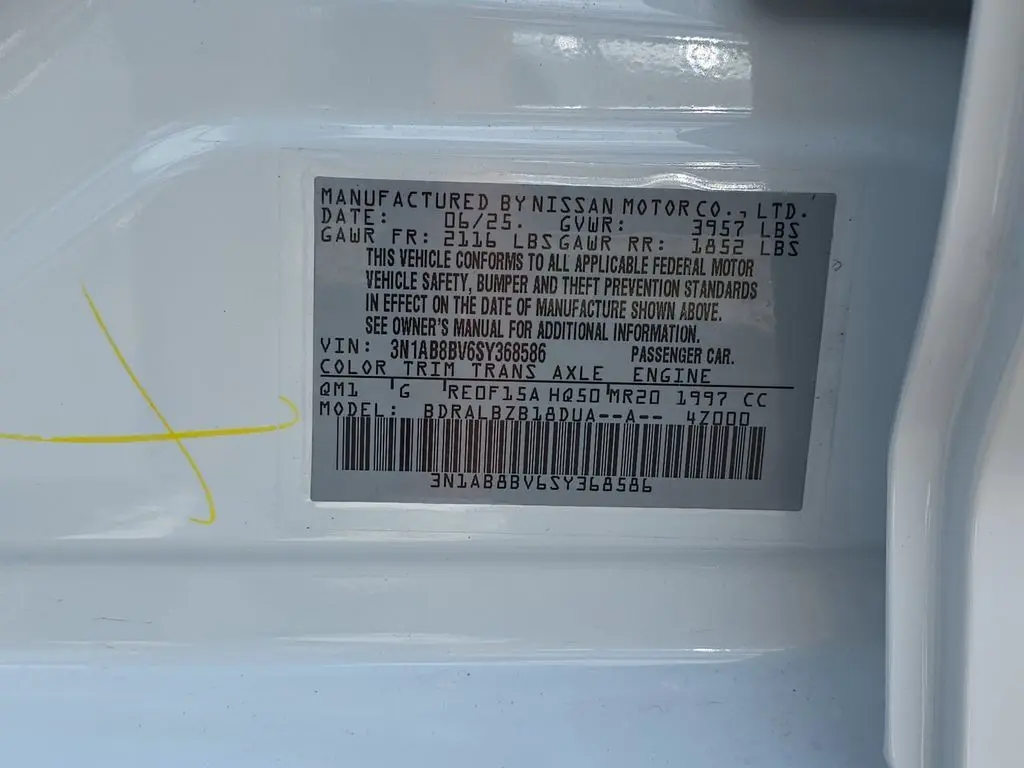 MANUFACTURED BY NISSAN MOTOR CO., LTD.
DATE: 06/25. GVWR: 3957 LBS
GAWR FR: 2116 LBS GAWR RR: 1852 LBS
THIS VEHICLE CONFORMS TO ALL APPLICABLE FEDERAL MOTOR
VEHICLE SAFETY, BUMPER AND THEFT PREVENTION STANDARDS
IN EFFECT ON THE DATE OF MANUFACTURE SHOWN ABOVE.
SEE OWNER'S MANUAL FOR ADDITIONAL INFORMATION.
VIN: 3N1AB8BV6SY368586 PASSENGER CAR.
COLOR TRIM TRANS AXLE ENGINE
QM1 G RE0F15A HQ50 MR20 1997 CC
MODEL: BDRALBZB18DUA--A-- 4Z000
3N1AB8BV6SY368586